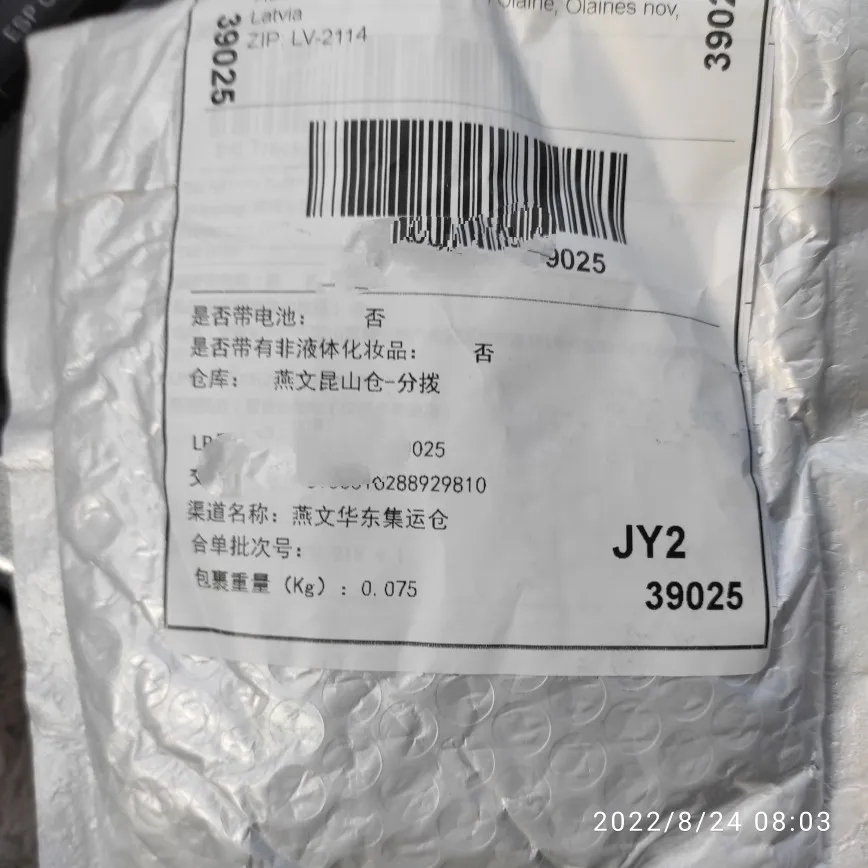 Latvia
Olaine, Olaines nov,
ZIP: LV-2114
39025
3902
9025
是否带电池: 否
是否带有非液体化妆品: 否
仓库: 燕文昆山仓-分拨
025
288929810
渠道名称: 燕文华东集运仓
合单批次号:
包裹重量 (Kg) : 0.075
JY2
39025
2022/8/24 08:03